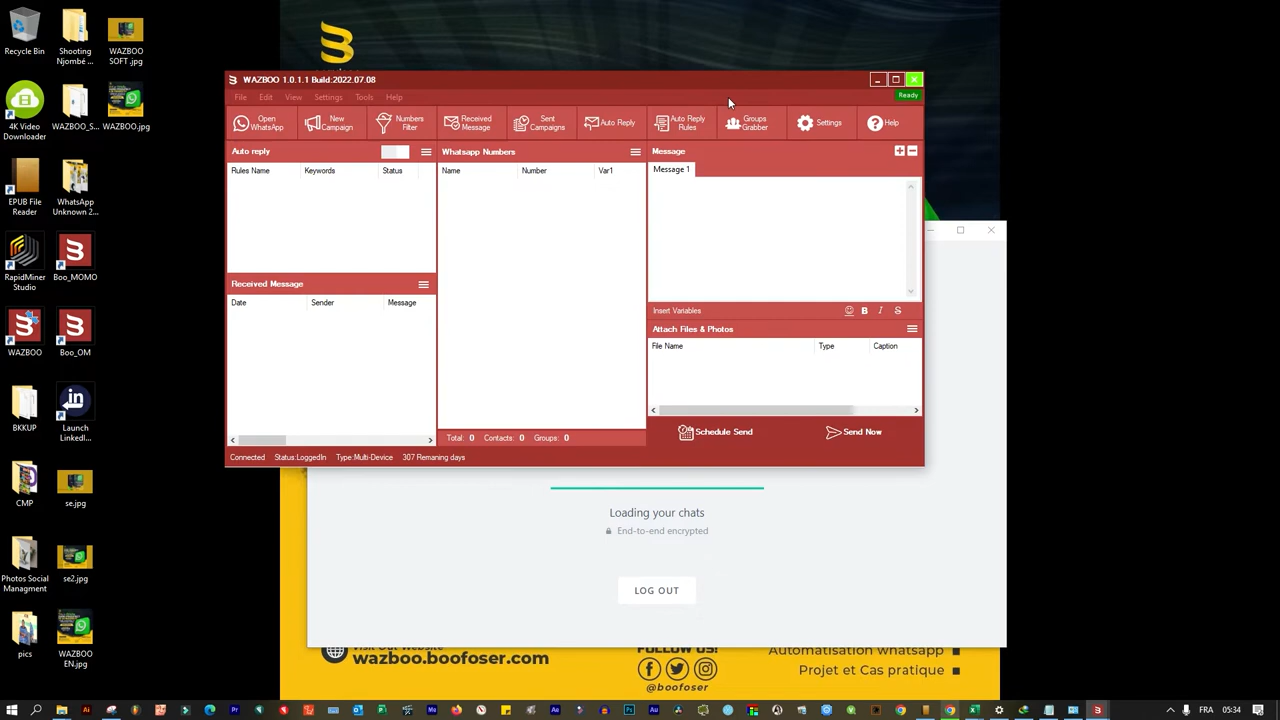 Recycle Bin
Shooting
Njombé ...
WAZBOO
SOFT .jpg
4K Video
Downloader
WAZBOO_S...
WAZBOO.jpg
EPUB File
Reader
WhatsApp
Unknown 2...
RapidMiner
Studio
Boo_MOMO
WAZBOO
Boo_OM
BKKUP
Launch
LinkedI...
CMP
se.jpg
Photos Social
Managment
se2.jpg
pics
WAZBOO
EN.jpg
WAZBOO 1.0.1.1 Build:2022.07.08
File Edit View Settings Tools Help
Ready
Open
WhatsApp
New
Campaign
Numbers
Filter
Received
Message
Sent
Campaigns
Auto Reply
Auto Reply
Rules
Groups
Grabber
Settings
Help
Auto reply
Rules Name Keywords Status
Received Message
Date Sender Message
Whatsapp Numbers
Name Number Var1
Total: 0 Contacts: 0 Groups: 0
Message
Message 1
Insert Variables B I S
Attach Files & Photos
File Name Type Caption
Schedule Send Send Now
Connected Status:LoggedIn Type:Multi-Device 307 Remaning days
Loading your chats
End-to-end encrypted
LOG OUT
Visit Our Website
wazboo.boofoser.com
FOLLOW US!
@boofoser
Automatisation whatsapp
Projet et Cas pratique
FRA 05:34